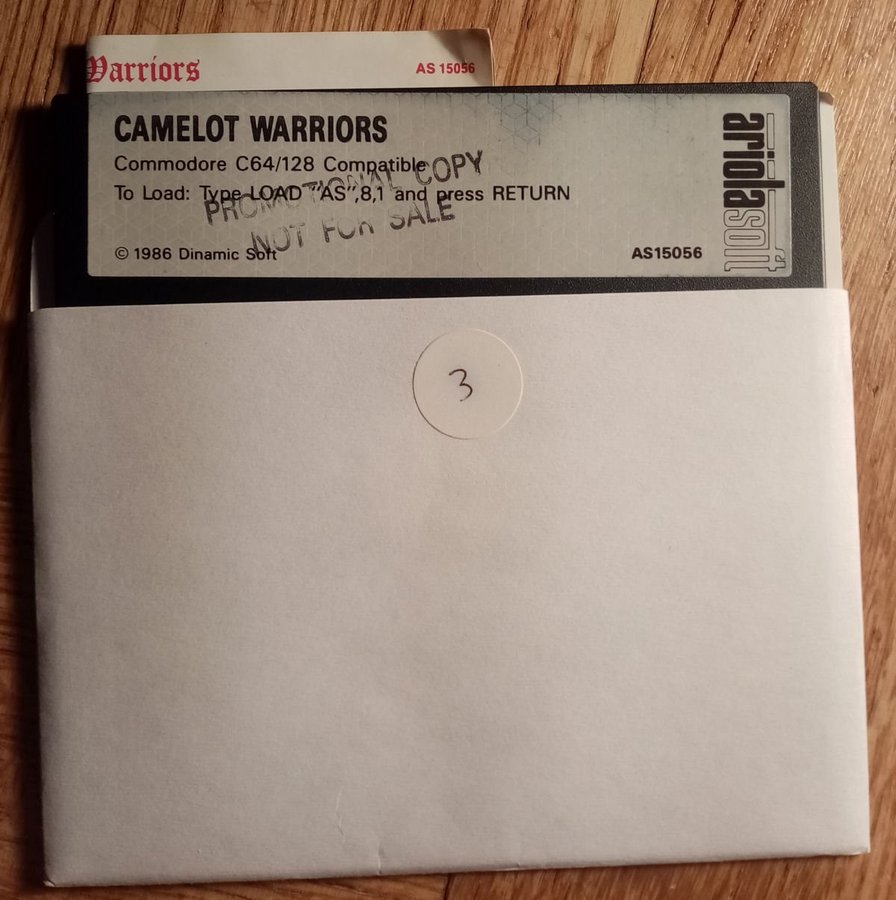 Warriors AS 15056
CAMELOT WARRIORS
Commodore C64/128 Compatible
To Load: Type LOAD "AS",8,1 and press RETURN
PROMOTIONAL COPY
NOT FOR SALE
© 1986 Dinamic Soft
AS15056
ariolasoft
3